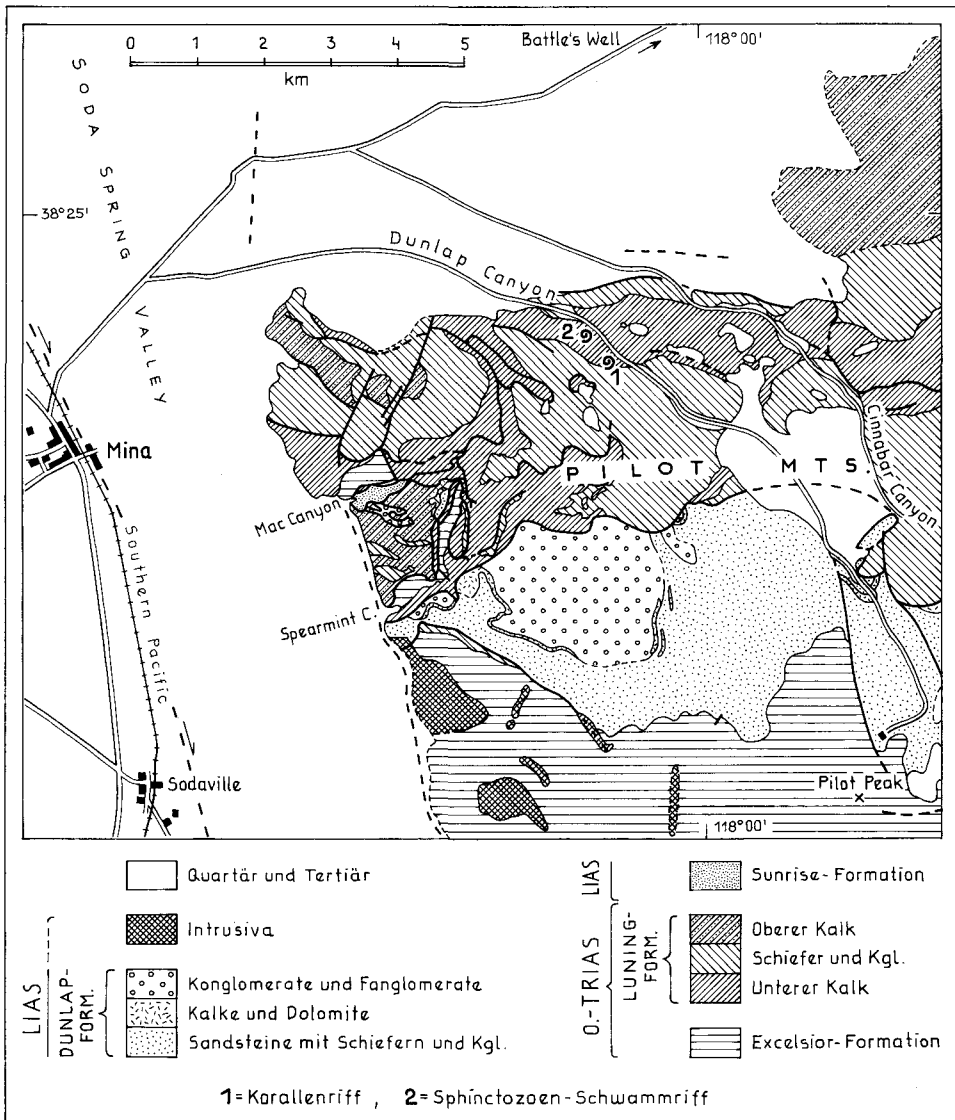 0 1 2 3 4 5
km
Battle's Well
118°00'
SODA SPRING
VALLEY
38°25'
Dunlap Canyon
2
1
Cinnabar Canyon
Mina
PILOT MTS.
Mac Canyon
Southern Pacific
Spearmint C.
Sodaville
Pilot Peak
118°00'
Quartär und Tertiär
Intrusiva
LIAS
DUNLAP-
FORM.
Konglomerate und Fanglomerate
Kalke und Dolomite
Sandsteine mit Schiefern und Kgl.
LIAS
Sunrise-Formation
O.-TRIAS
LUNING-
FORM.
Oberer Kalk
Schiefer und Kgl.
Unterer Kalk
Excelsior-Formation
1=Korallenriff , 2=Sphinctozoen-Schwammriff